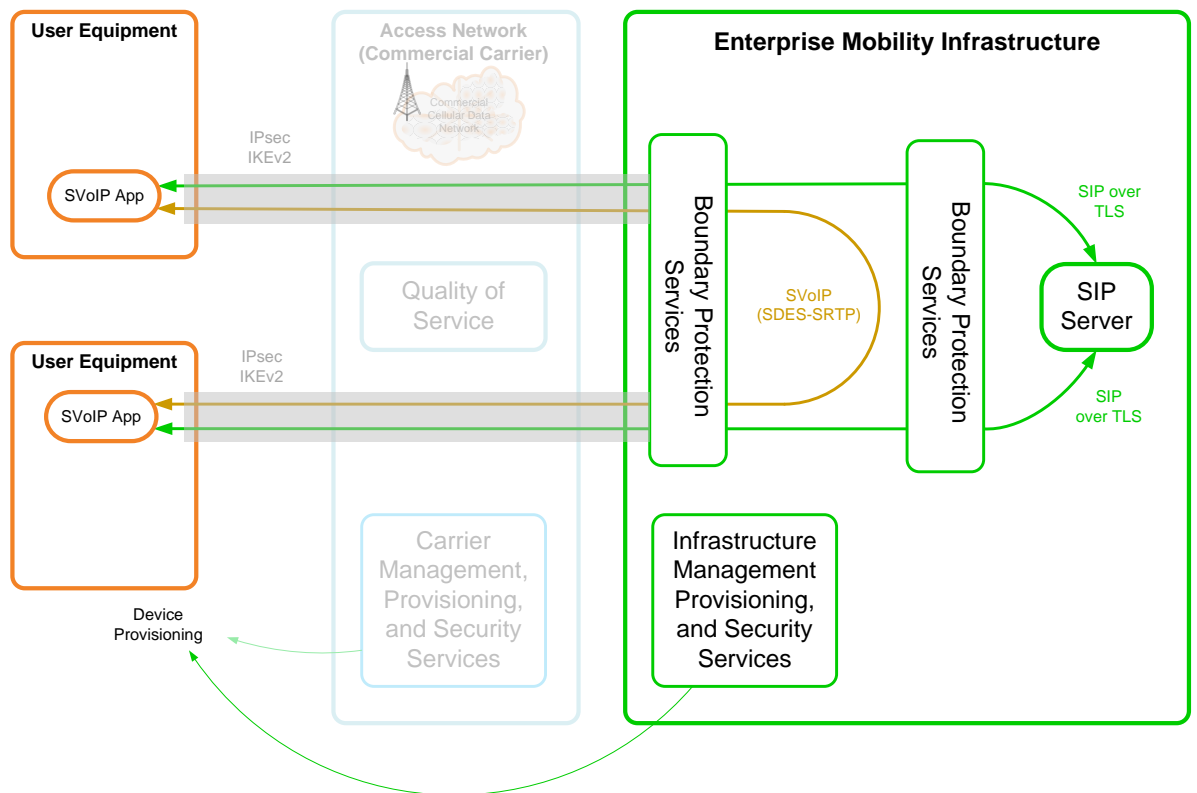 User Equipment
SVoIP App
IPsec
IKEv2
Access Network
(Commercial Carrier)
Commercial
Cellular Data
Network
Quality of
Service
Enterprise Mobility Infrastructure
Boundary Protection
Services
SVoIP
(SDES-SRTP)
Boundary Protection
Services
SIP over
TLS
SIP
Server
SIP
over TLS
User Equipment
SVoIP App
IPsec
IKEv2
Carrier
Management,
Provisioning,
and Security
Services
Infrastructure
Management
Provisioning,
and Security
Services
Device
Provisioning